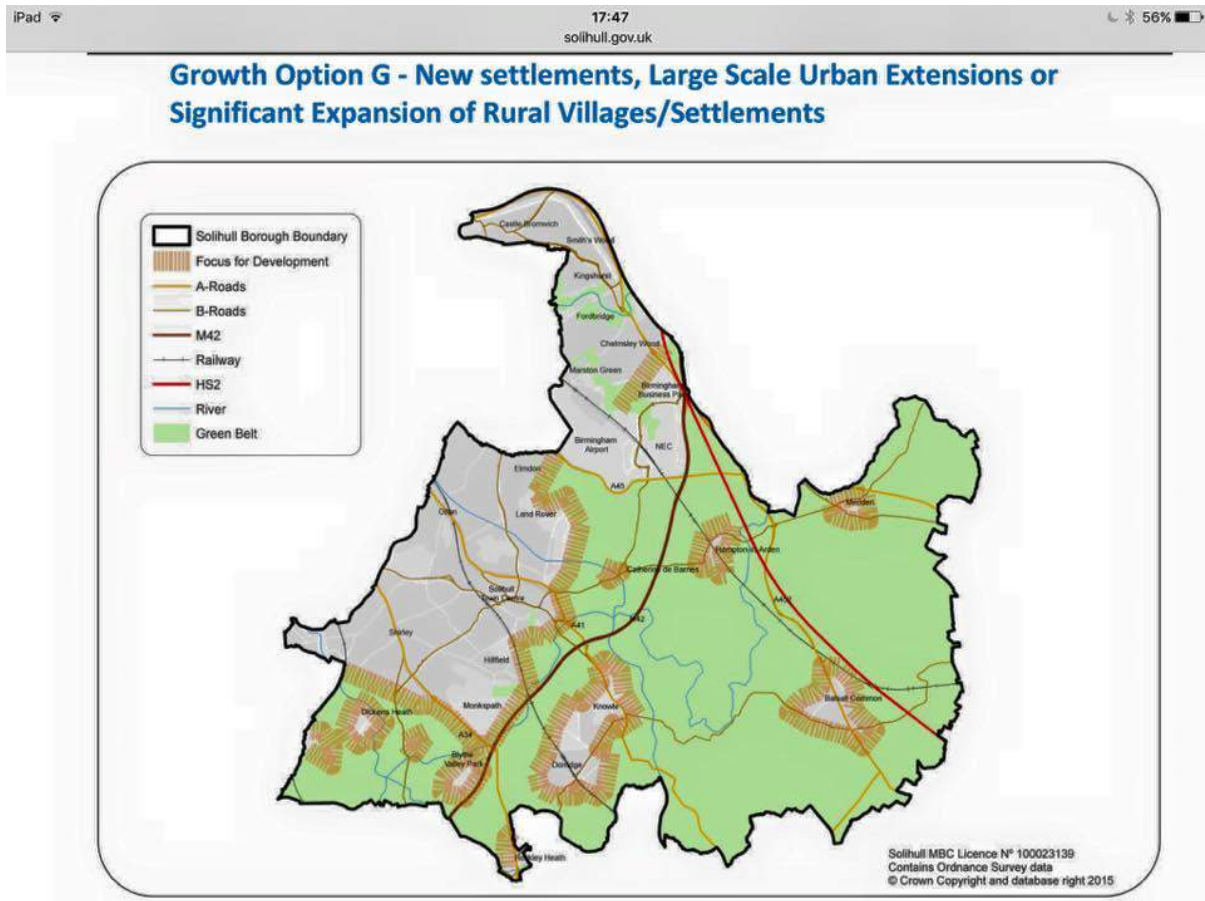 iPad
17:47
56%
solihull.gov.uk
Growth Option G - New settlements, Large Scale Urban Extensions or
Significant Expansion of Rural Villages/Settlements
Solihull Borough Boundary
Focus for Development
A-Roads
B-Roads
M42
Railway
HS2
River
Green Belt
Castle Bromwich
Smith's Wood
Kingshurst
Fordbridge
Chelmsley Wood
Marston Green
Birmingham
Business Park
Birmingham
Airport
NEC
Elmdon
A45
Land Rover
Olton
Meriden
Hampton-in-Arden
Catherine de Barnes
Solihull
Town Centre
A452
M42
A41
Shirley
Hillfield
Knowle
Balsall Common
Monkspath
Dickens Heath
A34
Blythe
Valley Park
Dorridge
Hockley Heath
Solihull MBC Licence Nº 100023139
Contains Ordnance Survey data
© Crown Copyright and database right 2015